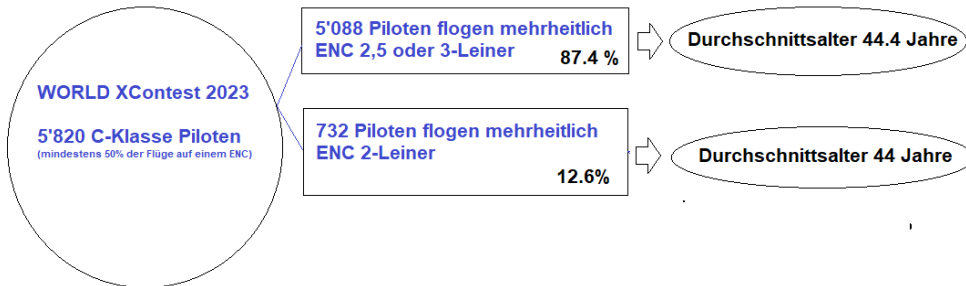 WORLD XContest 2023
5'820 C-Klasse Piloten
(mindestens 50% der Flüge auf einem ENC)
5'088 Piloten flogen mehrheitlich
ENC 2,5 oder 3-Leiner
87.4 %
Durchschnittsalter 44.4 Jahre
732 Piloten flogen mehrheitlich
ENC 2-Leiner
12.6%
Durchschnittsalter 44 Jahre